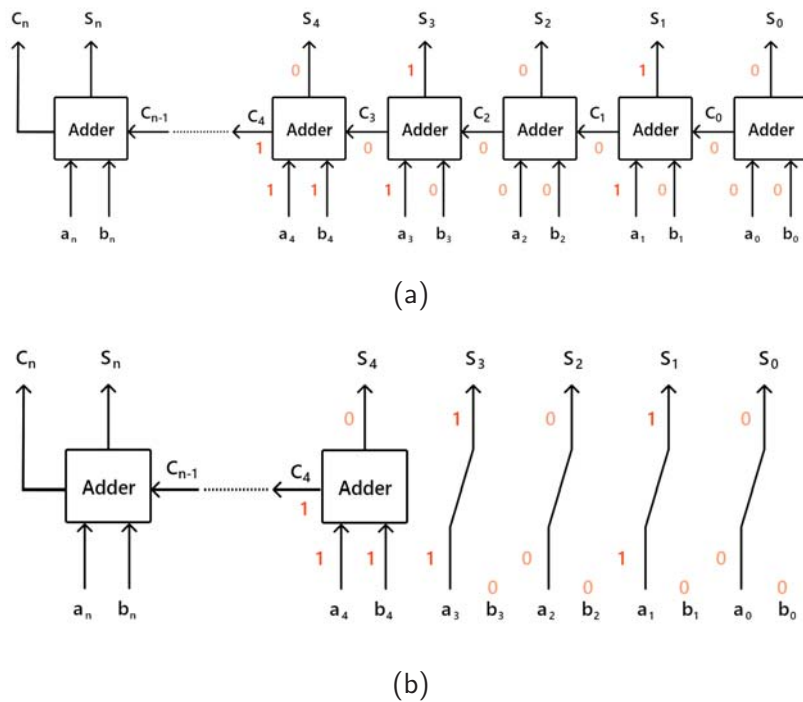 Cₙ Sₙ S₄ S₃ S₂ S₁ S₀
0 1 0 1 0
Adder Cₙ₋₁ C₄ Adder C₃ Adder C₂ Adder C₁ Adder C₀ Adder
1 0 0 0 0
1 1 1 0 0 0 1 0 0 0
aₙ bₙ a₄ b₄ a₃ b₃ a₂ b₂ a₁ b₁ a₀ b₀
(a)
Cₙ Sₙ S₄ S₃ S₂ S₁ S₀
0 1 0 1 0
Adder Cₙ₋₁ C₄ Adder
1
1 1 1 0 1 0
0 0 0 0
aₙ bₙ a₄ b₄ a₃ b₃ a₂ b₂ a₁ b₁ a₀ b₀
(b)